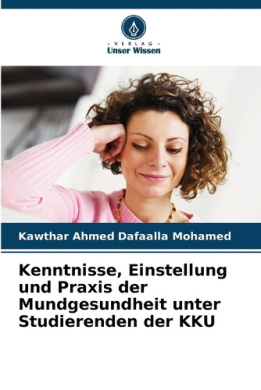 VERLAG
Unser Wissen
Kawthar Ahmed Dafaalla Mohamed
Kenntnisse, Einstellung
und Praxis der
Mundgesundheit unter
Studierenden der KKU